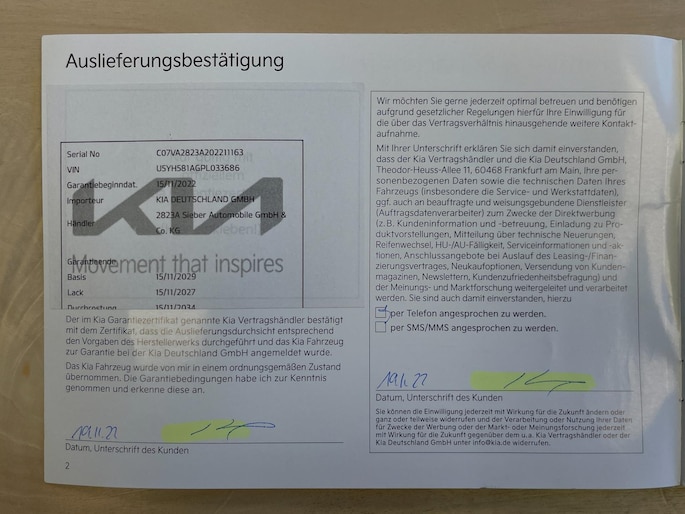 Auslieferungsbestätigung
Serial No C07VA2823A202211163
VIN U5YH581AGPL033686
Garantiebeginndat. 15/11/2022
Importeur KIA DEUTSCHLAND GMBH
Händler 2823A Sieber Automobile GmbH &
Co. KG
KIA
Garantieende
Movement that inspires
Basis 15/11/2029
Lack 15/11/2027
Durchrostung 15/11/2034
Der im Kia Garantiezertifikat genannte Kia Vertragshändler bestätigt
mit dem Zertifikat, dass die Auslieferungsdurchsicht entsprechend
den Vorgaben des Herstellerwerks durchgeführt und das Kia Fahrzeug
zur Garantie bei der Kia Deutschland GmbH angemeldet wurde.
Das Kia Fahrzeug wurde von mir in einem ordnungsgemäßen Zustand
übernommen. Die Garantiebedingungen habe ich zur Kenntnis
genommen und erkenne diese an.
19.11.22
Datum, Unterschrift des Kunden
2
Wir möchten Sie gerne jederzeit optimal betreuen und benötigen
aufgrund gesetzlicher Regelungen hierfür Ihre Einwilligung für
die über das Vertragsverhältnis hinausgehende weitere Kontakt-
aufnahme.
Mit Ihrer Unterschrift erklären Sie sich damit einverstanden,
dass der Kia Vertragshändler und die Kia Deutschland GmbH,
Theodor-Heuss-Allee 11, 60468 Frankfurt am Main, Ihre per-
sonenbezogenen Daten sowie die technischen Daten Ihres
Fahrzeugs (insbesondere die Service- und Werkstattdaten),
ggf. auch an beauftragte und weisungsgebundene Dienstleister
(Auftragsdatenverarbeiter) zum Zwecke der Direktwerbung
(z.B. Kundeninformation und -betreuung, Einladung zu Pro-
duktvorstellungen, Mitteilung über technische Neuerungen,
Reifenwechsel, HU-/AU-Fälligkeit, Serviceinformationen und -ak-
tionen, Anschlussangebote bei Auslauf des Leasing-/Finan-
zierungsvertrages, Neukaufoptionen, Versendung von Kunden-
magazinen, Newslettern, Kundenzufriedenheitsbefragung) und
der Meinungs- und Marktforschung weitergeleitet und verarbeitet
werden. Sie sind auch damit einverstanden, hierzu
per Telefon angesprochen zu werden.
per SMS/MMS angesprochen zu werden.
19.11.22
Datum, Unterschrift des Kunden
Sie können die Einwilligung jederzeit mit Wirkung für die Zukunft ändern oder
ganz oder teilweise widerrufen und der Verarbeitung oder Nutzung Ihrer Daten
für Zwecke der Werbung oder der Markt- oder Meinungsforschung jederzeit
mit Wirkung für die Zukunft gegenüber dem u.a. Kia Vertragshändler oder der
Kia Deutschland GmbH unter info@kia.de widerrufen.